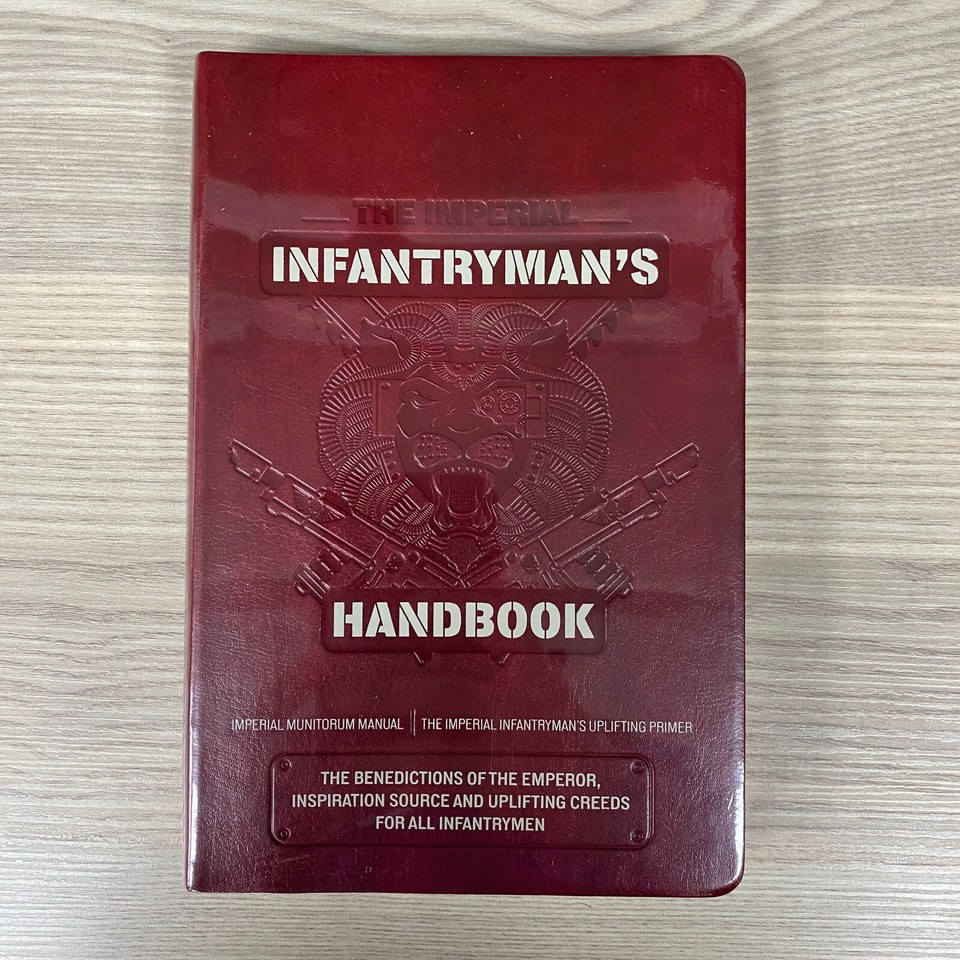 THE IMPERIAL
INFANTRYMAN'S
HANDBOOK
IMPERIAL MUNITORUM MANUAL | THE IMPERIAL INFANTRYMAN'S UPLIFTING PRIMER
THE BENEDICTIONS OF THE EMPEROR,
INSPIRATION SOURCE AND UPLIFTING CREEDS
FOR ALL INFANTRYMEN